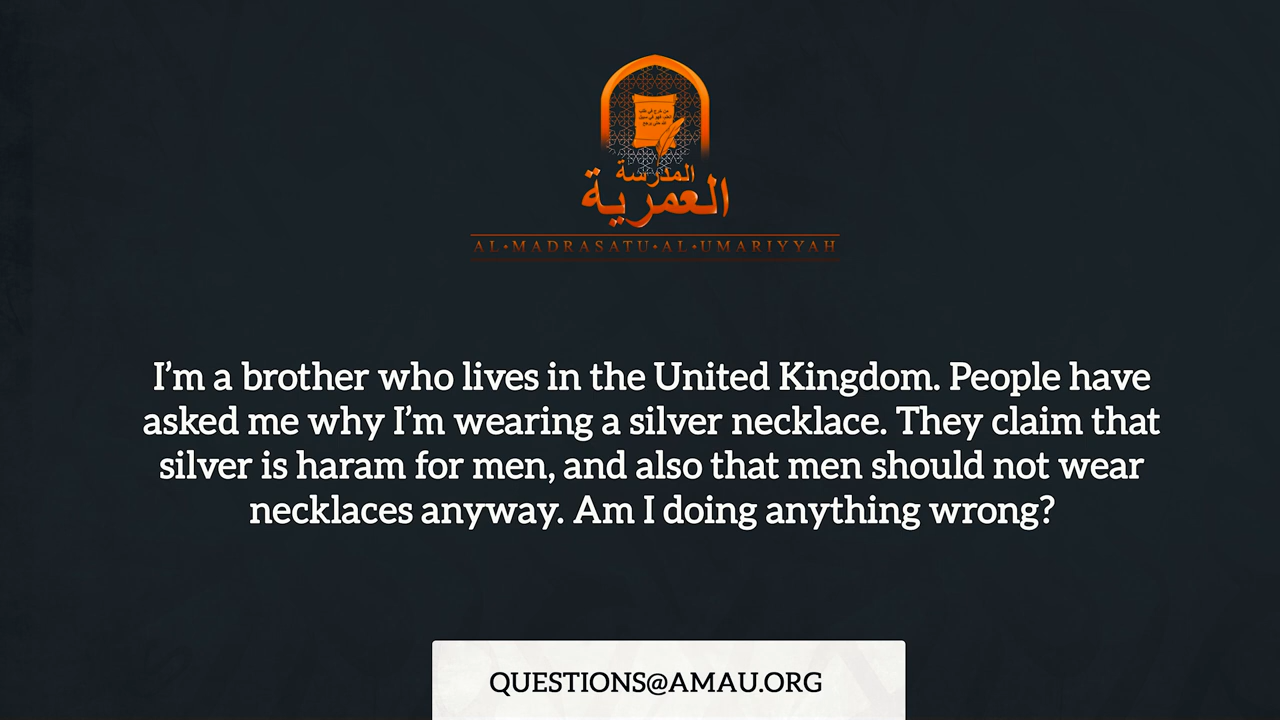 المدرسة
العمرية
AL•MADRASATU•AL•UMARIYYAH
I’m a brother who lives in the United Kingdom. People have
asked me why I’m wearing a silver necklace. They claim that
silver is haram for men, and also that men should not wear
necklaces anyway. Am I doing anything wrong?
QUESTIONS@AMAU.ORG